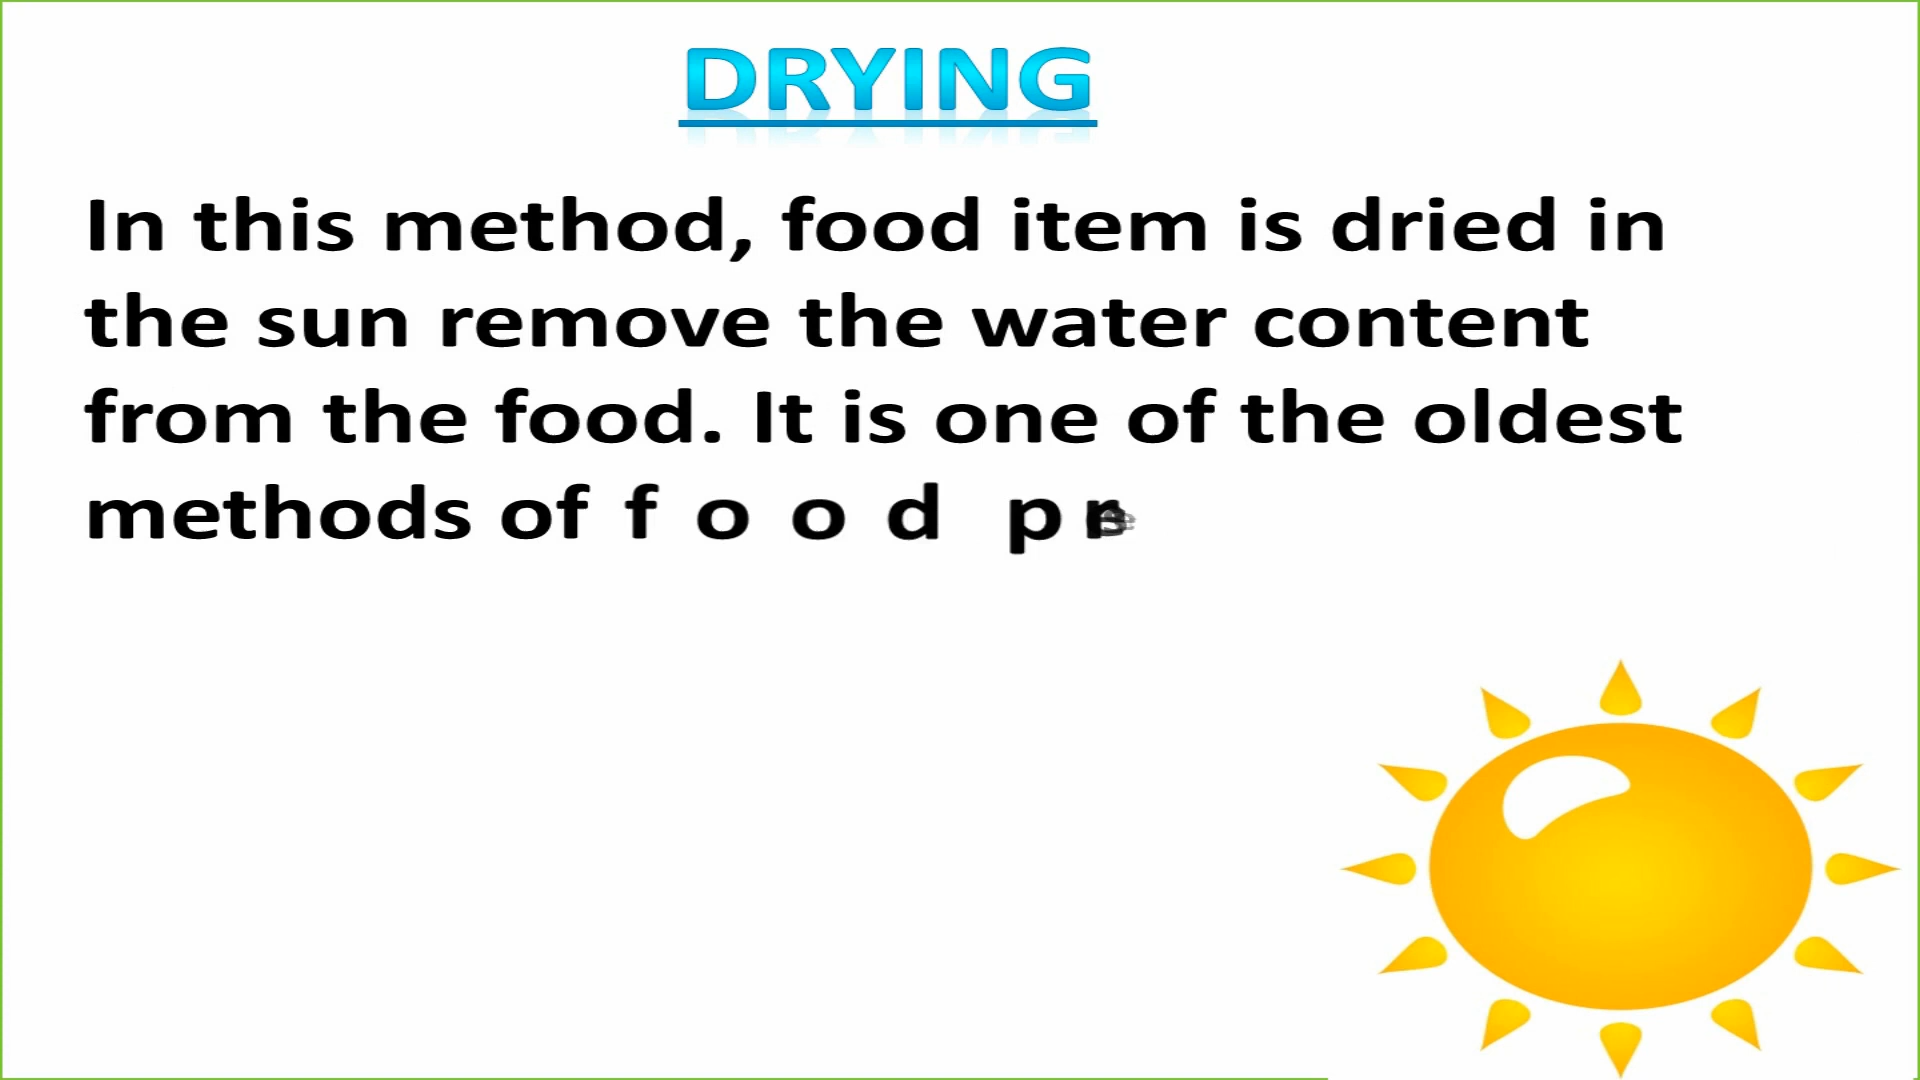 DRYING
In this method, food item is dried in
the sun remove the water content
from the food. It is one of the oldest
methods of food